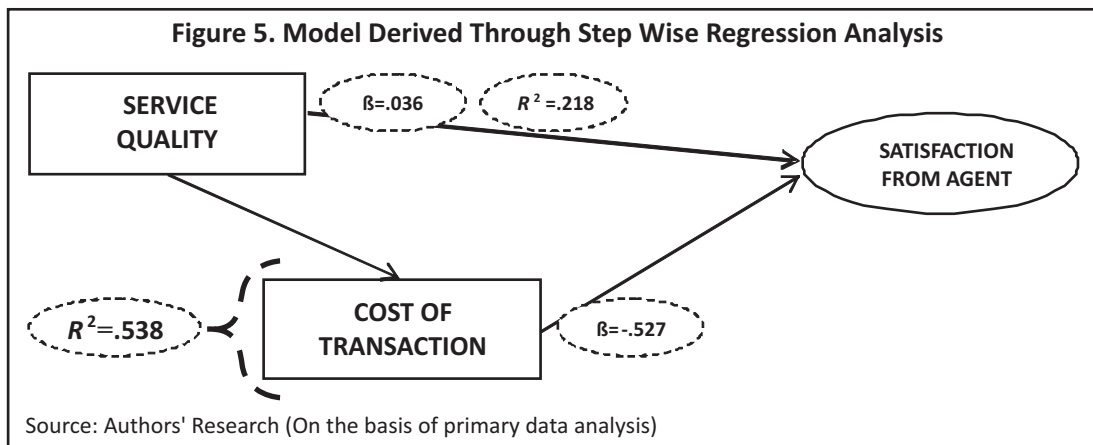 Figure 5. Model Derived Through Step Wise Regression Analysis
SERVICE
QUALITY
ß=.036
R² =.218
SATISFACTION
FROM AGENT
R²=.538
COST OF
TRANSACTION
ß=-.527
Source: Authors' Research (On the basis of primary data analysis)